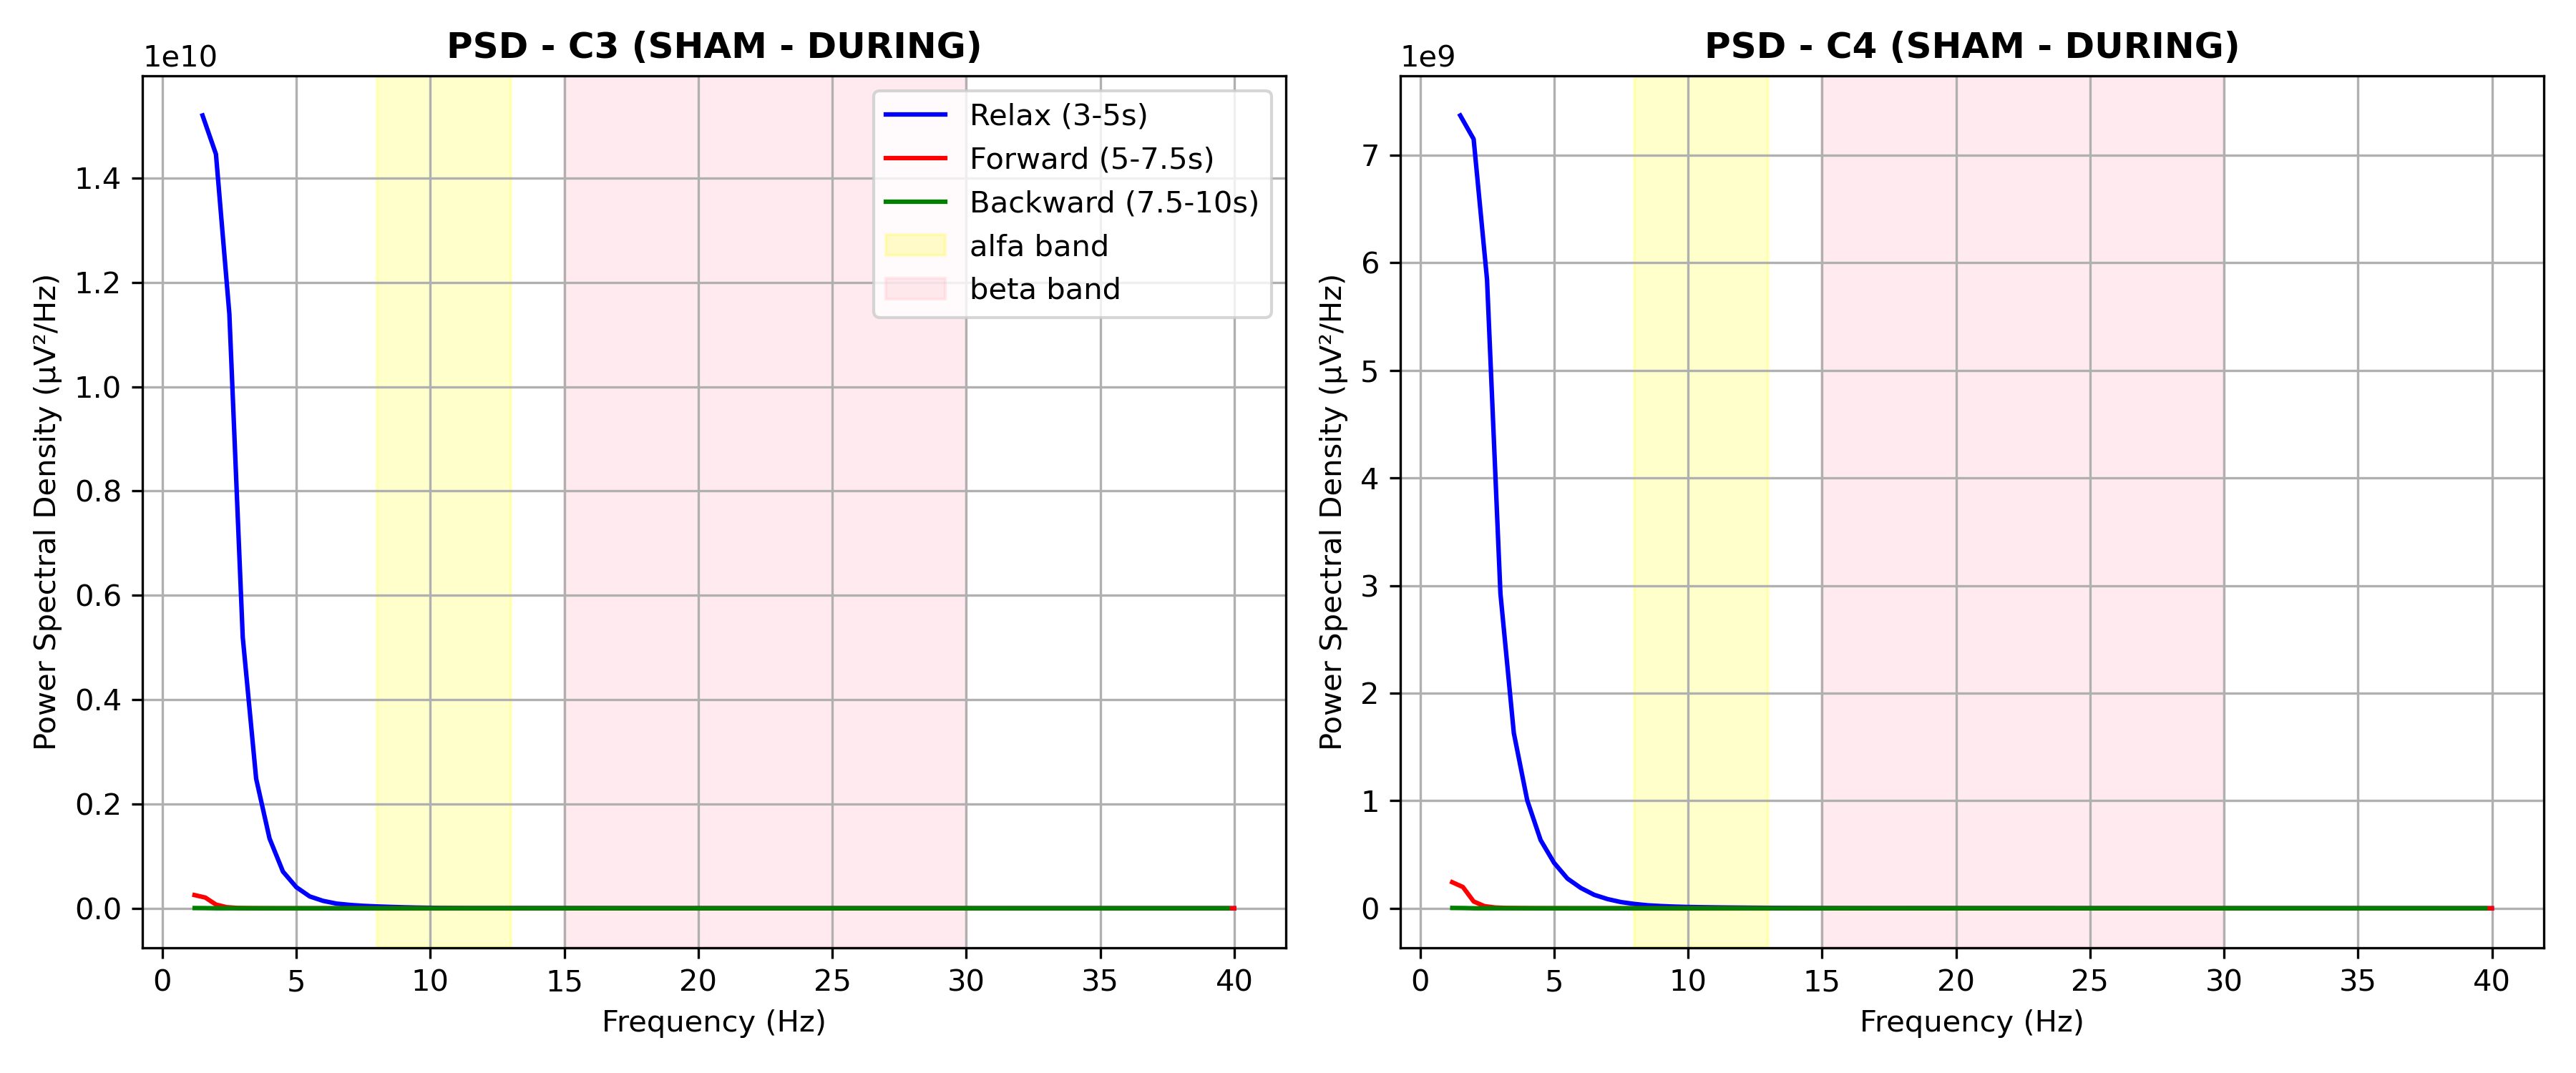 PSD - C3 (SHAM - DURING)
1e10
Power Spectral Density (µV²/Hz)
1.4
1.2
1.0
0.8
0.6
0.4
0.2
0.0
0 5 10 15 20 25 30 35 40
Frequency (Hz)
Relax (3-5s)
Forward (5-7.5s)
Backward (7.5-10s)
alfa band
beta band
PSD - C4 (SHAM - DURING)
1e9
Power Spectral Density (µV²/Hz)
7
6
5
4
3
2
1
0
0 5 10 15 20 25 30 35 40
Frequency (Hz)